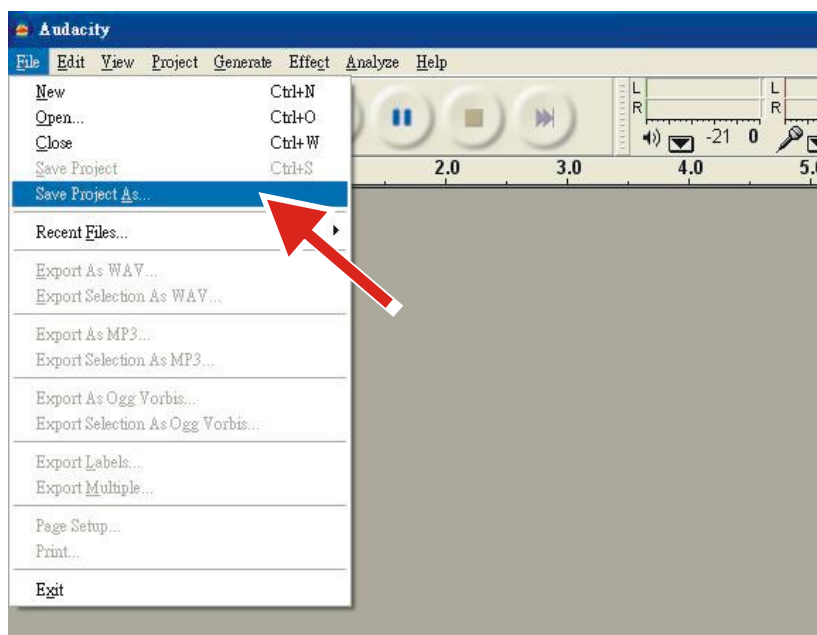 Audacity
File Edit View Project Generate Effect Analyze Help
New Ctrl+N
Open... Ctrl+O
Close Ctrl+W
Save Project Ctrl+S
Save Project As...
Recent Files...
Export As WAV...
Export Selection As WAV...
Export As MP3...
Export Selection As MP3...
Export As Ogg Vorbis...
Export Selection As Ogg Vorbis...
Export Labels...
Export Multiple...
Page Setup...
Print...
Exit
L L
R R
-21 0
2.0 3.0 4.0 5.